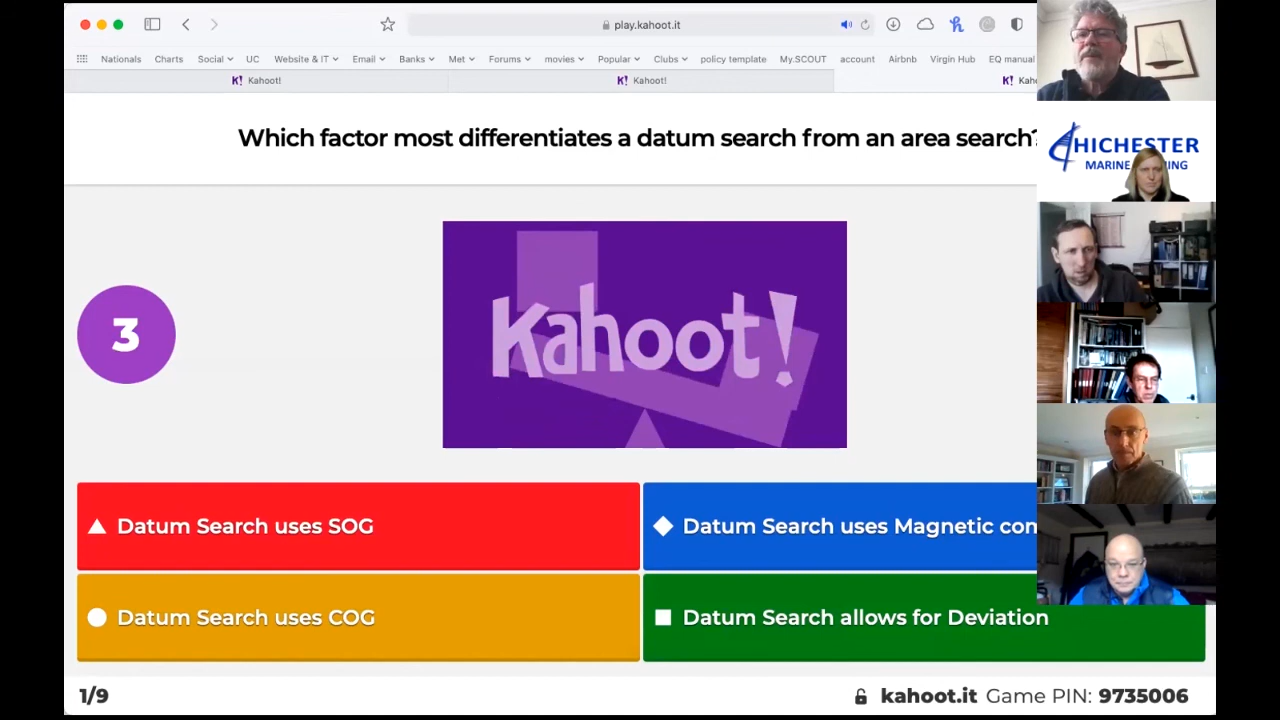 play.kahoot.it
Nationals Charts Social UC Website & IT Email Banks Met Forums movies Popular Clubs policy template My.SCOUT account Airbnb Virgin Hub EQ manual
K! Kahoot! K! Kahoot! K!
Which factor most differentiates a datum search from an area search?
CHICHESTER
MARINE
3
Kahoot!
Datum Search uses SOG
Datum Search uses Magnetic
Datum Search uses COG
Datum Search allows for Deviation
1/9
kahoot.it Game PIN: 9735006